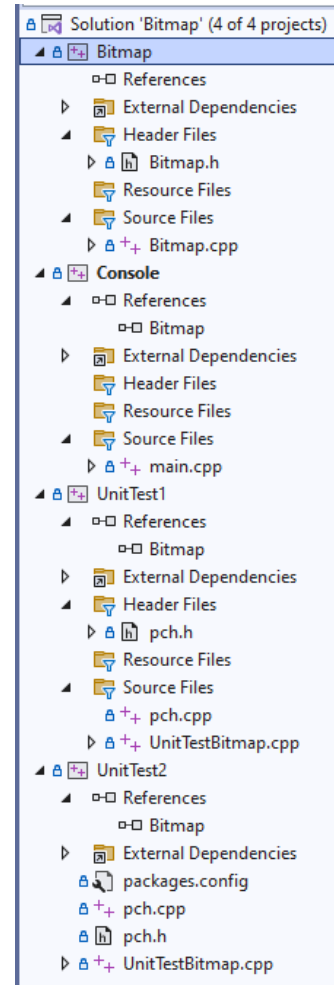 Solution 'Bitmap' (4 of 4 projects)
Bitmap
References
External Dependencies
Header Files
Bitmap.h
Resource Files
Source Files
Bitmap.cpp
Console
References
Bitmap
External Dependencies
Header Files
Resource Files
Source Files
main.cpp
UnitTest1
References
Bitmap
External Dependencies
Header Files
pch.h
Resource Files
Source Files
pch.cpp
UnitTestBitmap.cpp
UnitTest2
References
Bitmap
External Dependencies
packages.config
pch.cpp
pch.h
UnitTestBitmap.cpp